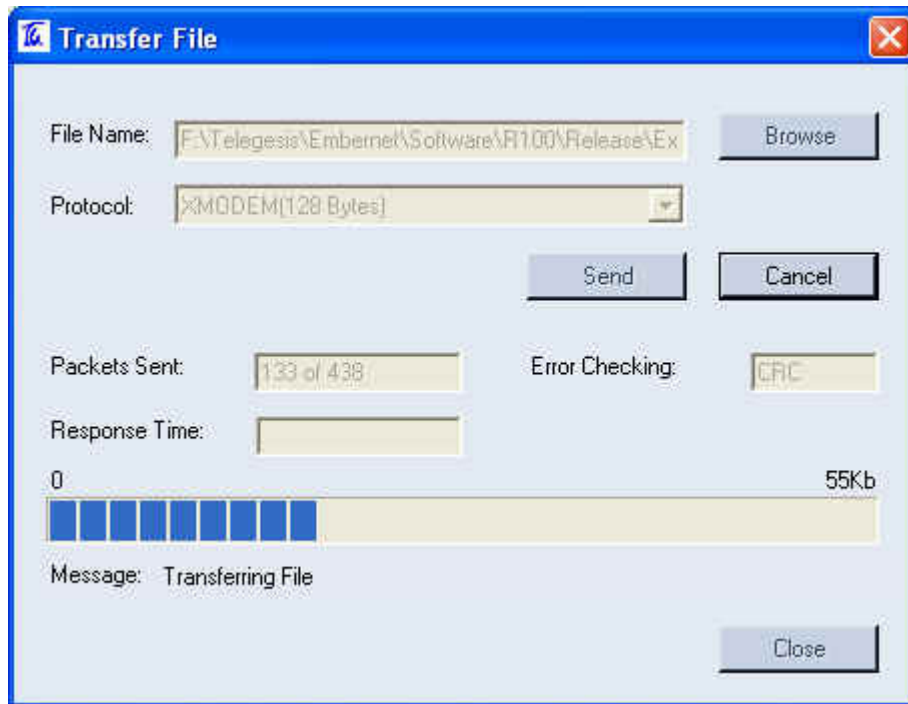 Transfer File
File Name: F:\Telegesis\Embernet\Software\R100\Release\Ex Browse
Protocol: XMODEM(128 Bytes)
Send Cancel
Packets Sent: 133 of 438 Error Checking: CRC
Response Time:
0 55Kb
Message: Transferring File
Close